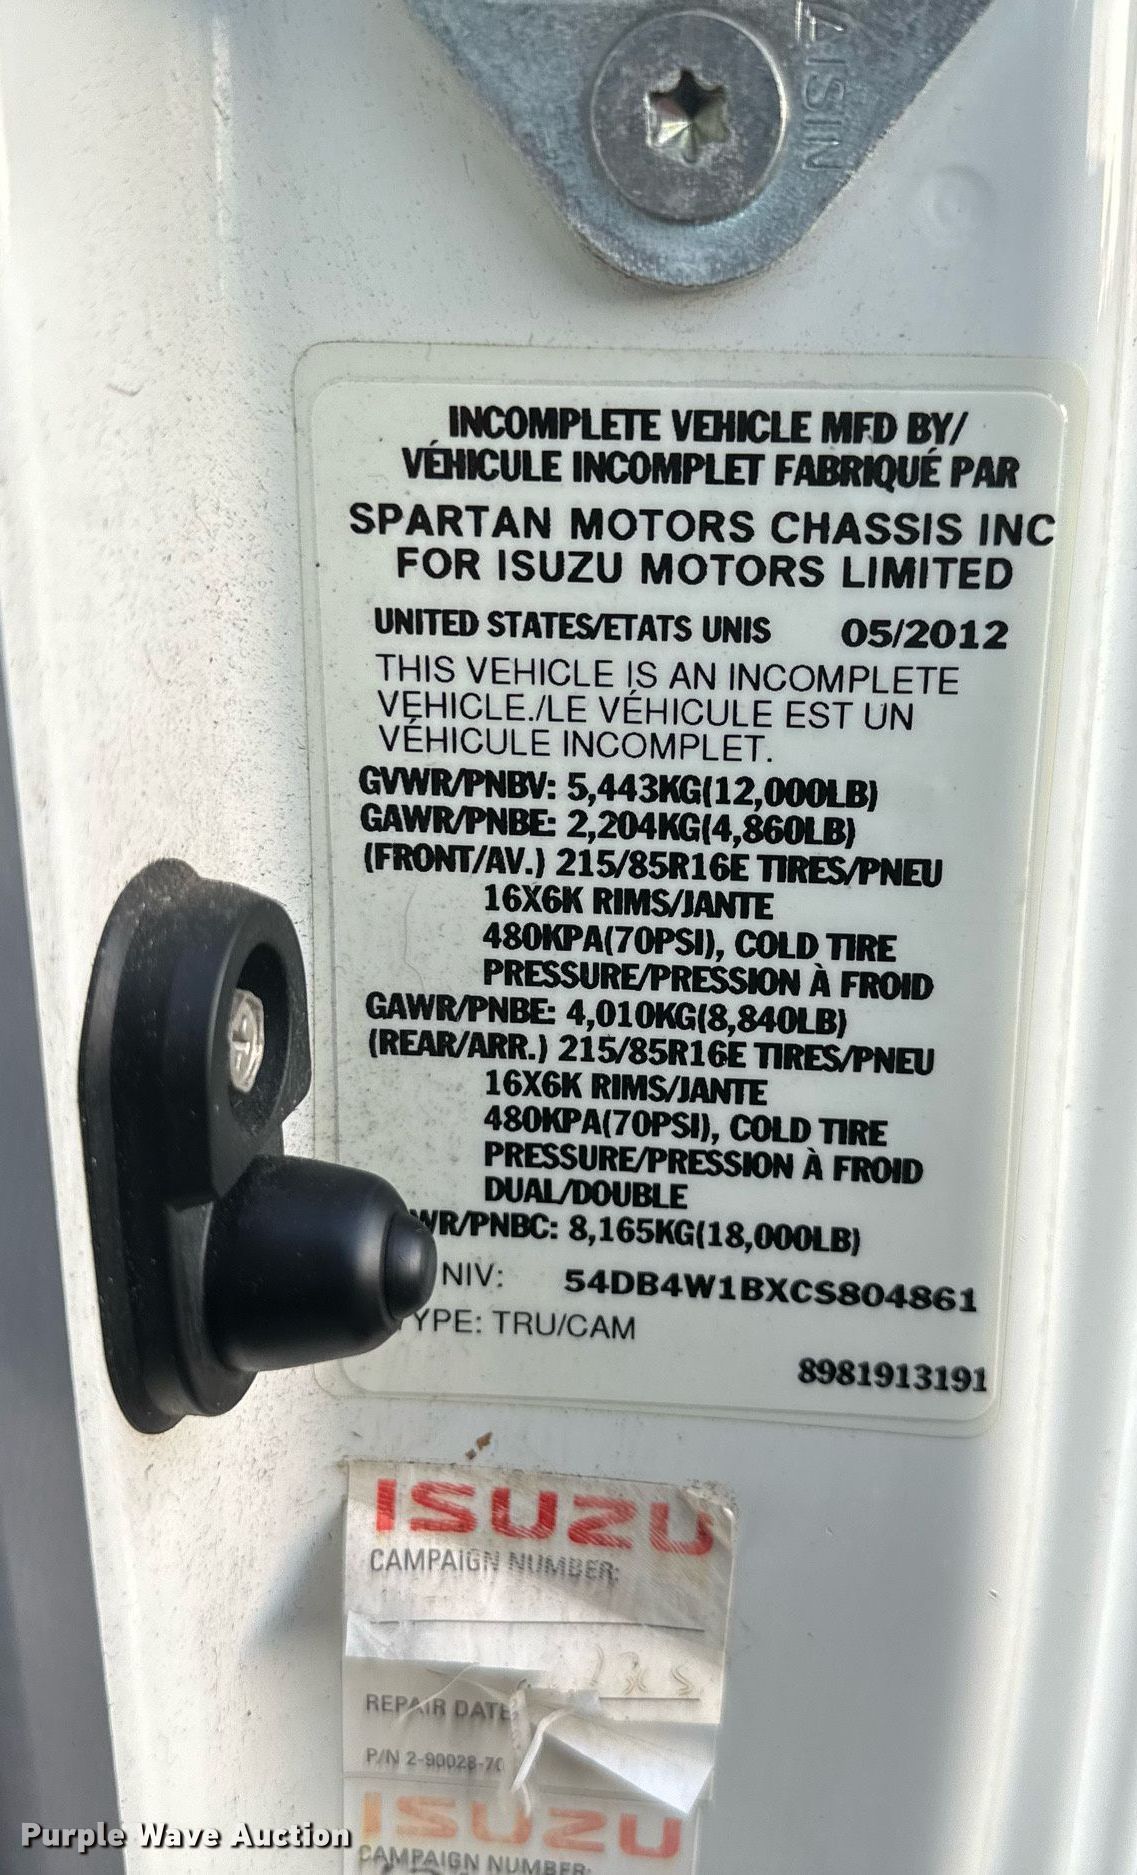 AISIN
INCOMPLETE VEHICLE MFD BY/
VÉHICULE INCOMPLET FABRIQUÉ PAR
SPARTAN MOTORS CHASSIS INC
FOR ISUZU MOTORS LIMITED
UNITED STATES/ETATS UNIS 05/2012
THIS VEHICLE IS AN INCOMPLETE
VEHICLE./LE VÉHICULE EST UN
VÉHICULE INCOMPLET.
GVWR/PNBV: 5,443KG(12,000LB)
GAWR/PNBE: 2,204KG(4,860LB)
(FRONT/AV.) 215/85R16E TIRES/PNEU
16X6K RIMS/JANTE
480KPA(70PSI), COLD TIRE
PRESSURE/PRESSION À FROID
GAWR/PNBE: 4,010KG(8,840LB)
(REAR/ARR.) 215/85R16E TIRES/PNEU
16X6K RIMS/JANTE
480KPA(70PSI), COLD TIRE
PRESSURE/PRESSION À FROID
DUAL/DOUBLE
WR/PNBC: 8,165KG(18,000LB)
NIV: 54DB4W1BXCS804861
YPE: TRU/CAM
8981913191
ISUZU
CAMPAIGN NUMBER:
REPAIR DATE:
P/N 2-90028-70
ISUZU
CAMPAIGN NUMBER:
Purple Wave Auction